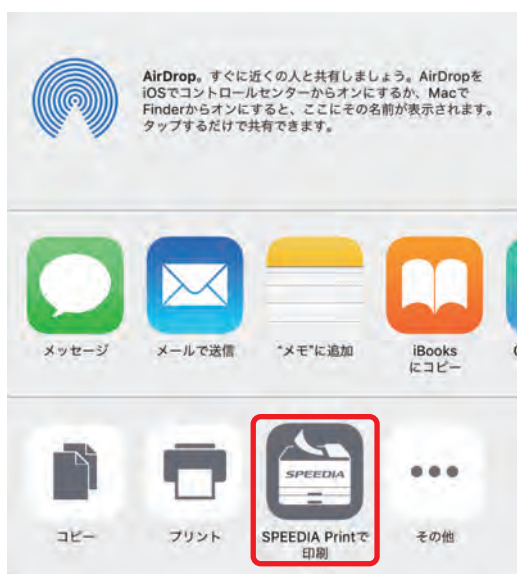 AirDrop。すぐに近くの人と共有しましょう。AirDropを
iOSでコントロールセンターからオンにするか、Macで
Finderからオンにすると、ここにその名前が表示されます。
タップするだけで共有できます。
メッセージ
メールで送信
“メモ”に追加
iBooks
にコピー
SPEEDIA
コピー
プリント
SPEEDIA Printで
印刷
その他